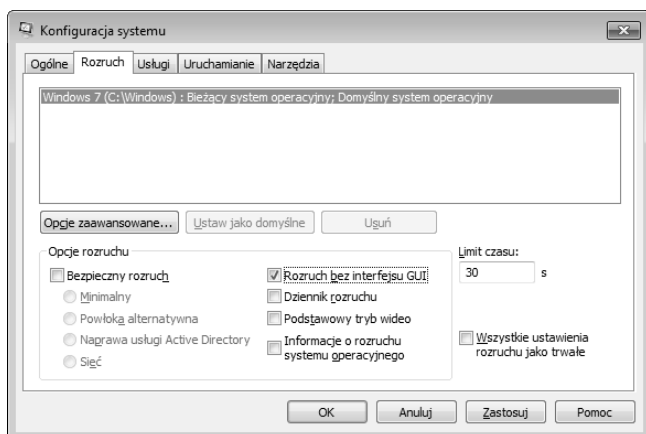 Konfiguracja systemu
Ogólne Rozruch Usługi Uruchamianie Narzędzia
Windows 7 (C:\Windows) : Bieżący system operacyjny; Domyślny system operacyjny
Opcje zaawansowane... Ustaw jako domyślne Usuń
Opcje rozruchu Limit czasu:
Bezpieczny rozruch Rozruch bez interfejsu GUI 30 s
Minimalny Dziennik rozruchu
Powłoka alternatywna Podstawowy tryb wideo
Naprawa usługi Active Directory Informacje o rozruchu systemu operacyjnego Wszystkie ustawienia rozruchu jako trwałe
Sieć
OK Anuluj Zastosuj Pomoc